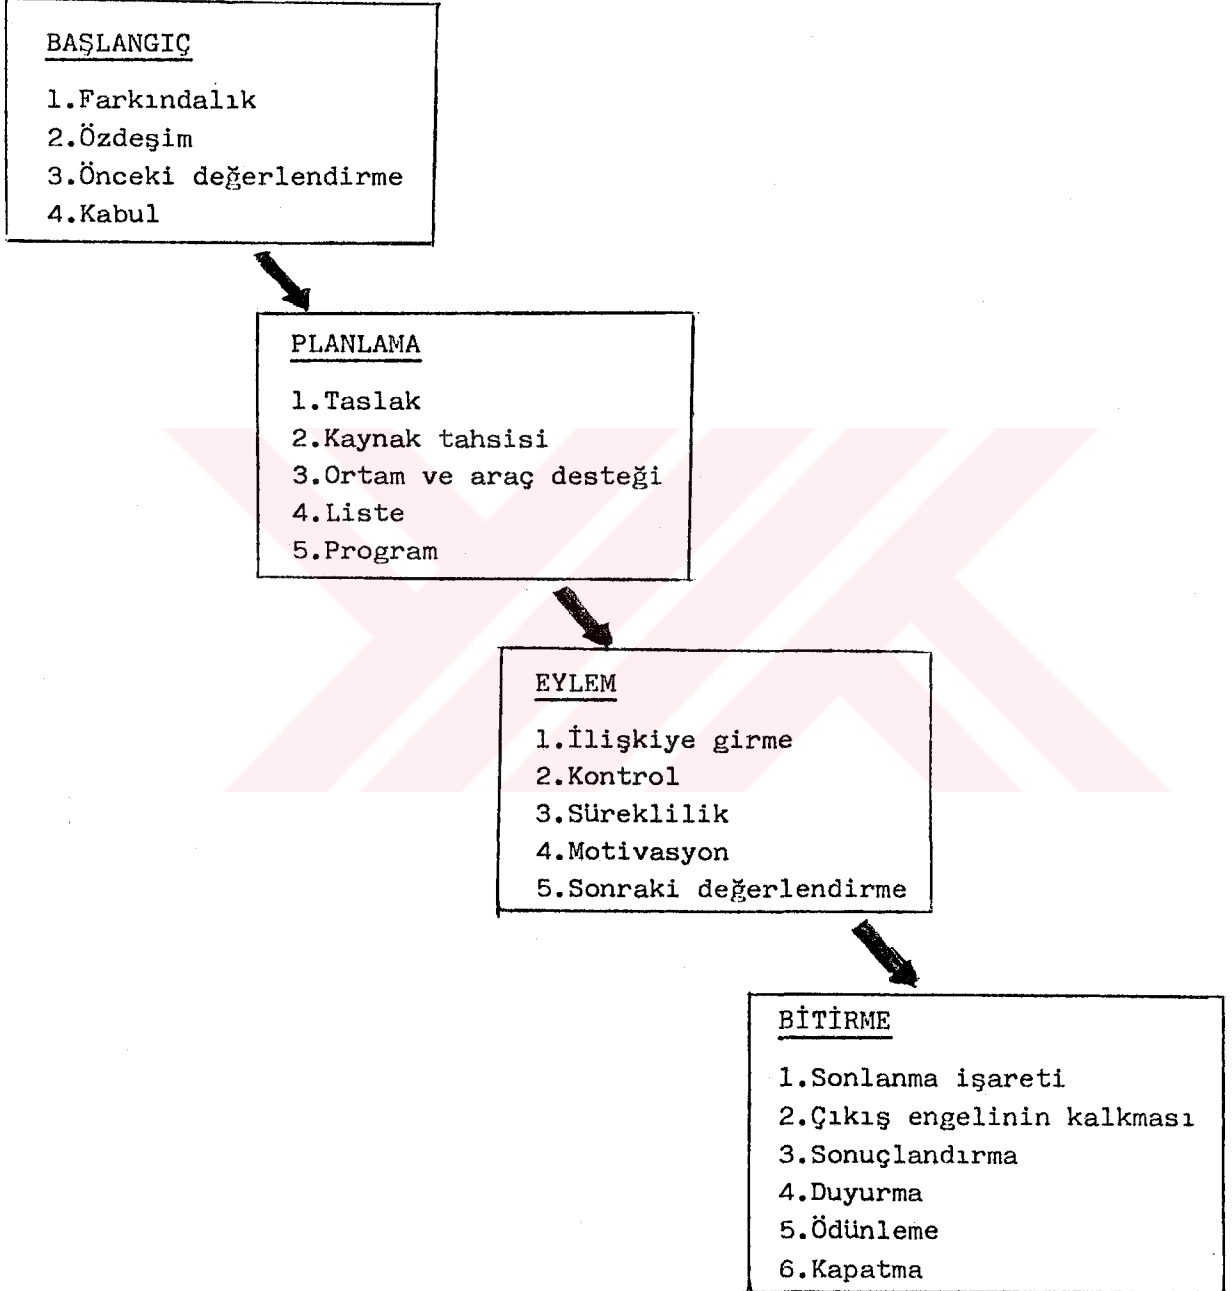 BAŞLANGIÇ
1.Farkındalık
2.Özdeşim
3.Önceki değerlendirme
4.Kabul
PLANLAMA
1.Taslak
2.Kaynak tahsisi
3.Ortam ve araç desteği
4.Liste
5.Program
EYLEM
1.İlişkiye girme
2.Kontrol
3.Süreklilik
4.Motivasyon
5.Sonraki değerlendirme
BİTİRME
1.Sonlanma işareti
2.Çıkış engelinin kalkması
3.Sonuçlandırma
4.Duyurma
5.Ödünleme
6.Kapatma